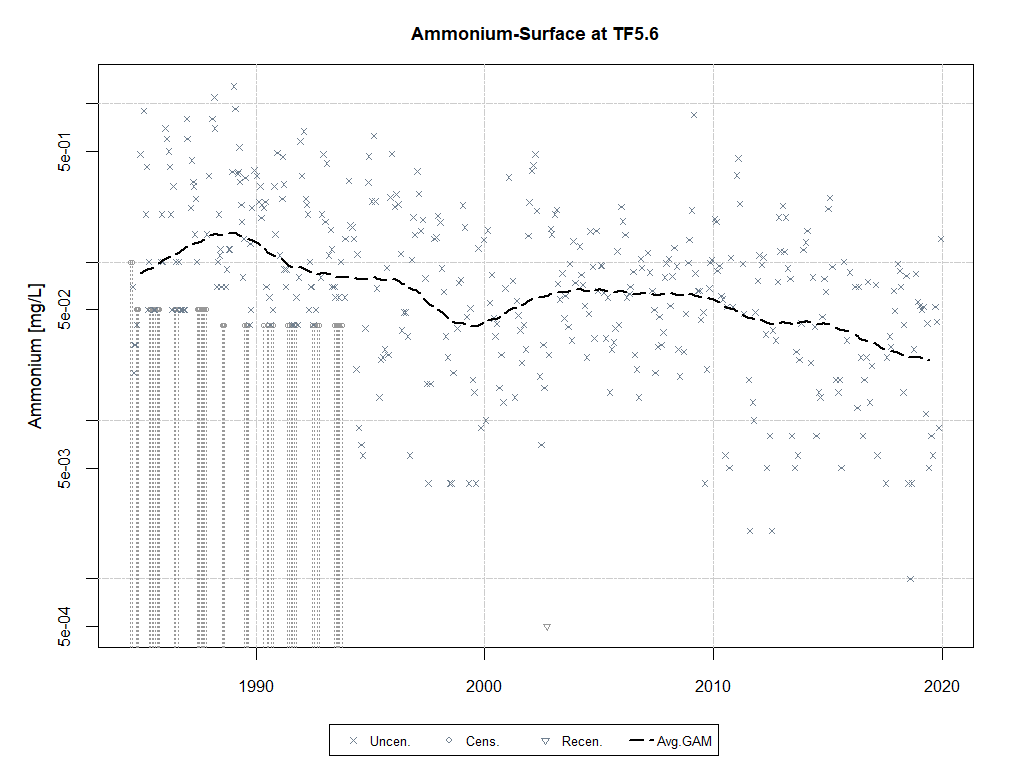 Ammonium-Surface at TF5.6
Ammonium [mg/L]
5e-01
5e-02
5e-03
5e-04
1990 2000 2010 2020
Uncen. Cens. Recen. Avg.GAM